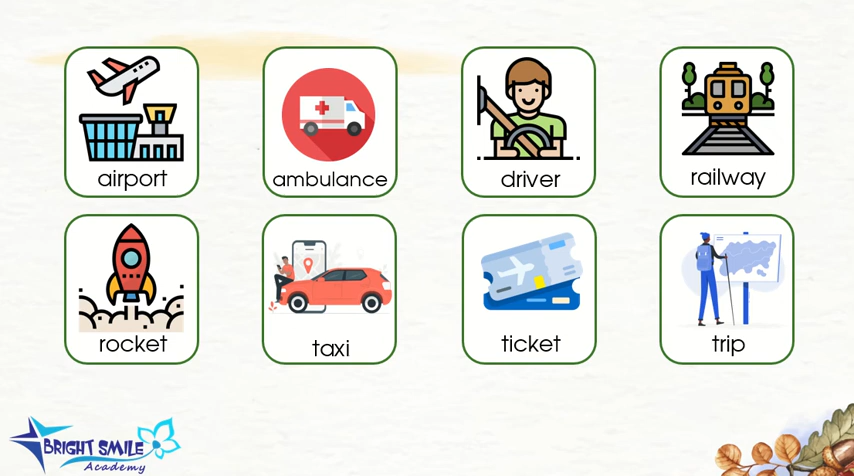 airport
ambulance
driver
railway
rocket
taxi
ticket
trip
BRIGHT SMILE
Academy